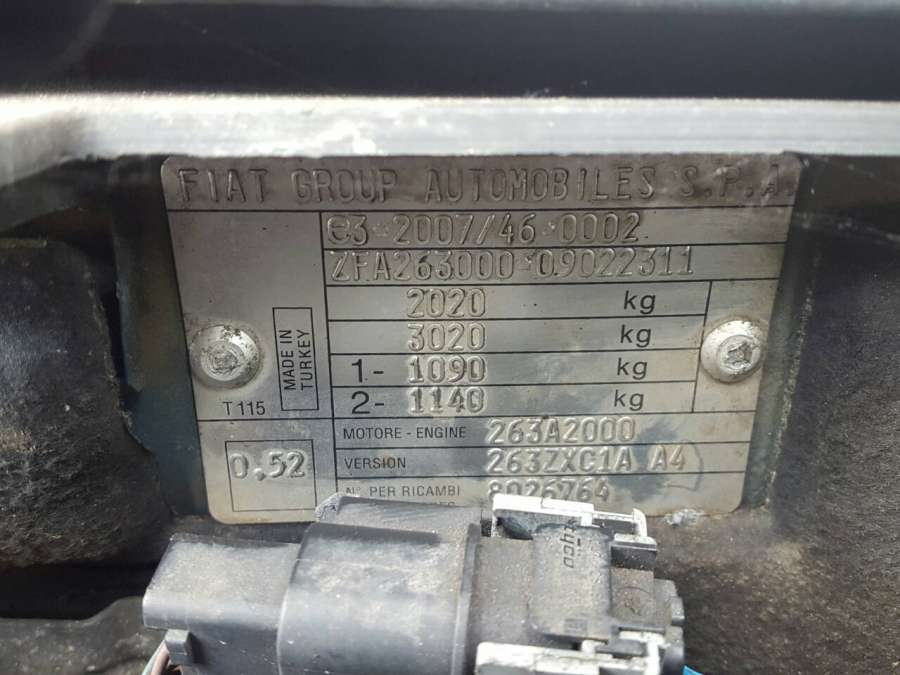 FIAT GROUP AUTOMOBILES S.P.A.
e3*2007/46*0002
ZFA263000*09022311
2020 kg
3020 kg
1- 1090 kg
2- 1140 kg
MADE IN
TURKEY
T115
MOTORE - ENGINE 263A2000
0,52
VERSION 263ZXC1A A4
N° PER RICAMBI 8026764
tyco